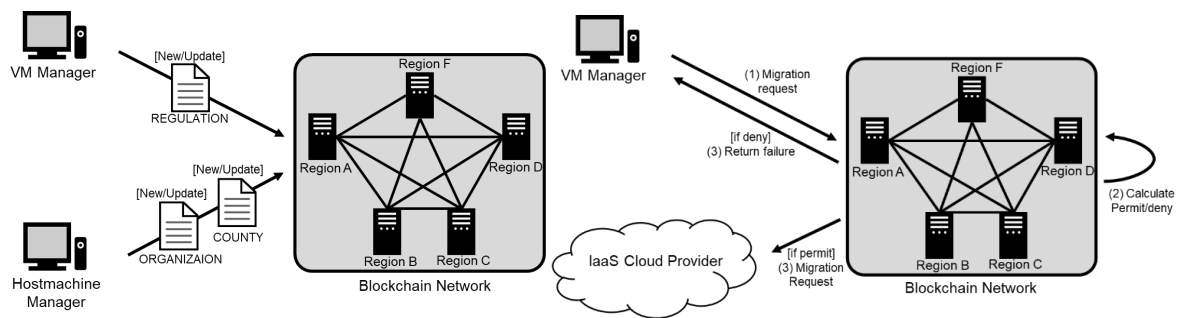 VM Manager
[New/Update]
REGULATION
[New/Update]
[New/Update]
COUNTY
ORGANIZAION
Hostmachine
Manager
Region F
Region A
Region D
Region B
Region C
Blockchain Network
VM Manager
(1) Migration
request
[if deny]
(3) Return failure
IaaS Cloud Provider
[if permit]
(3) Migration
Request
Region F
Region A
Region D
Region B
Region C
(2) Calculate
Permit/deny
Blockchain Network